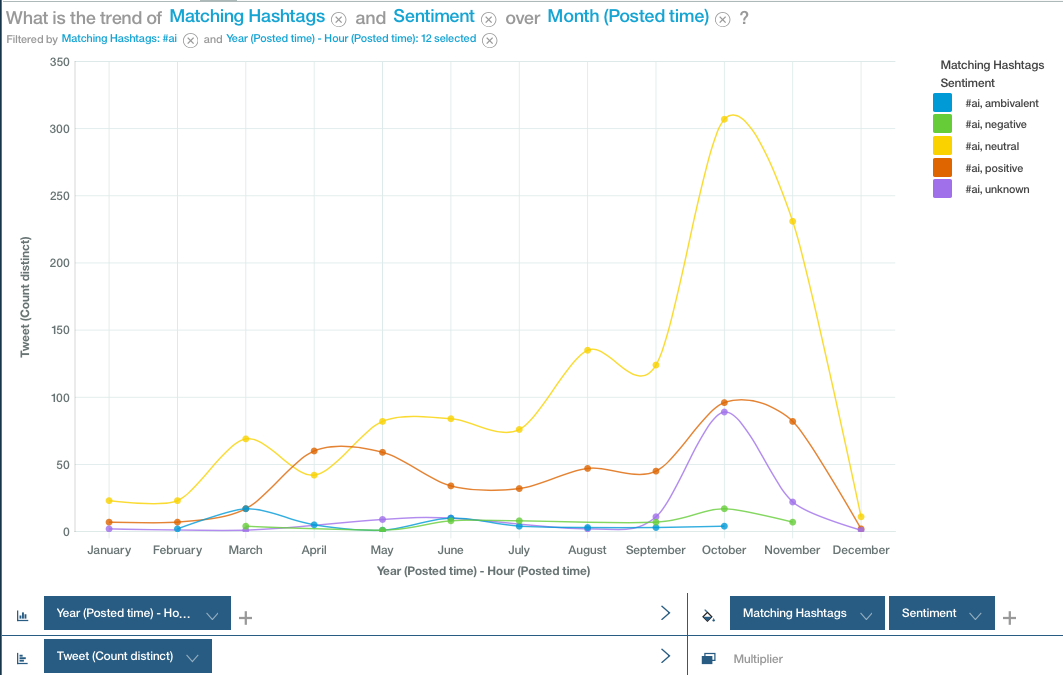 What is the trend of Matching Hashtags and Sentiment over Month (Posted time) ?
Filtered by Matching Hashtags: #ai and Year (Posted time) - Hour (Posted time): 12 selected
Matching Hashtags
Sentiment
#ai, ambivalent
#ai, negative
#ai, neutral
#ai, positive
#ai, unknown
Tweet (Count distinct)
350
300
250
200
150
100
50
0
January February March April May June July August September October November December
Year (Posted time) - Hour (Posted time)
Year (Posted time) - Ho...
Matching Hashtags Sentiment
Tweet (Count distinct)
Multiplier